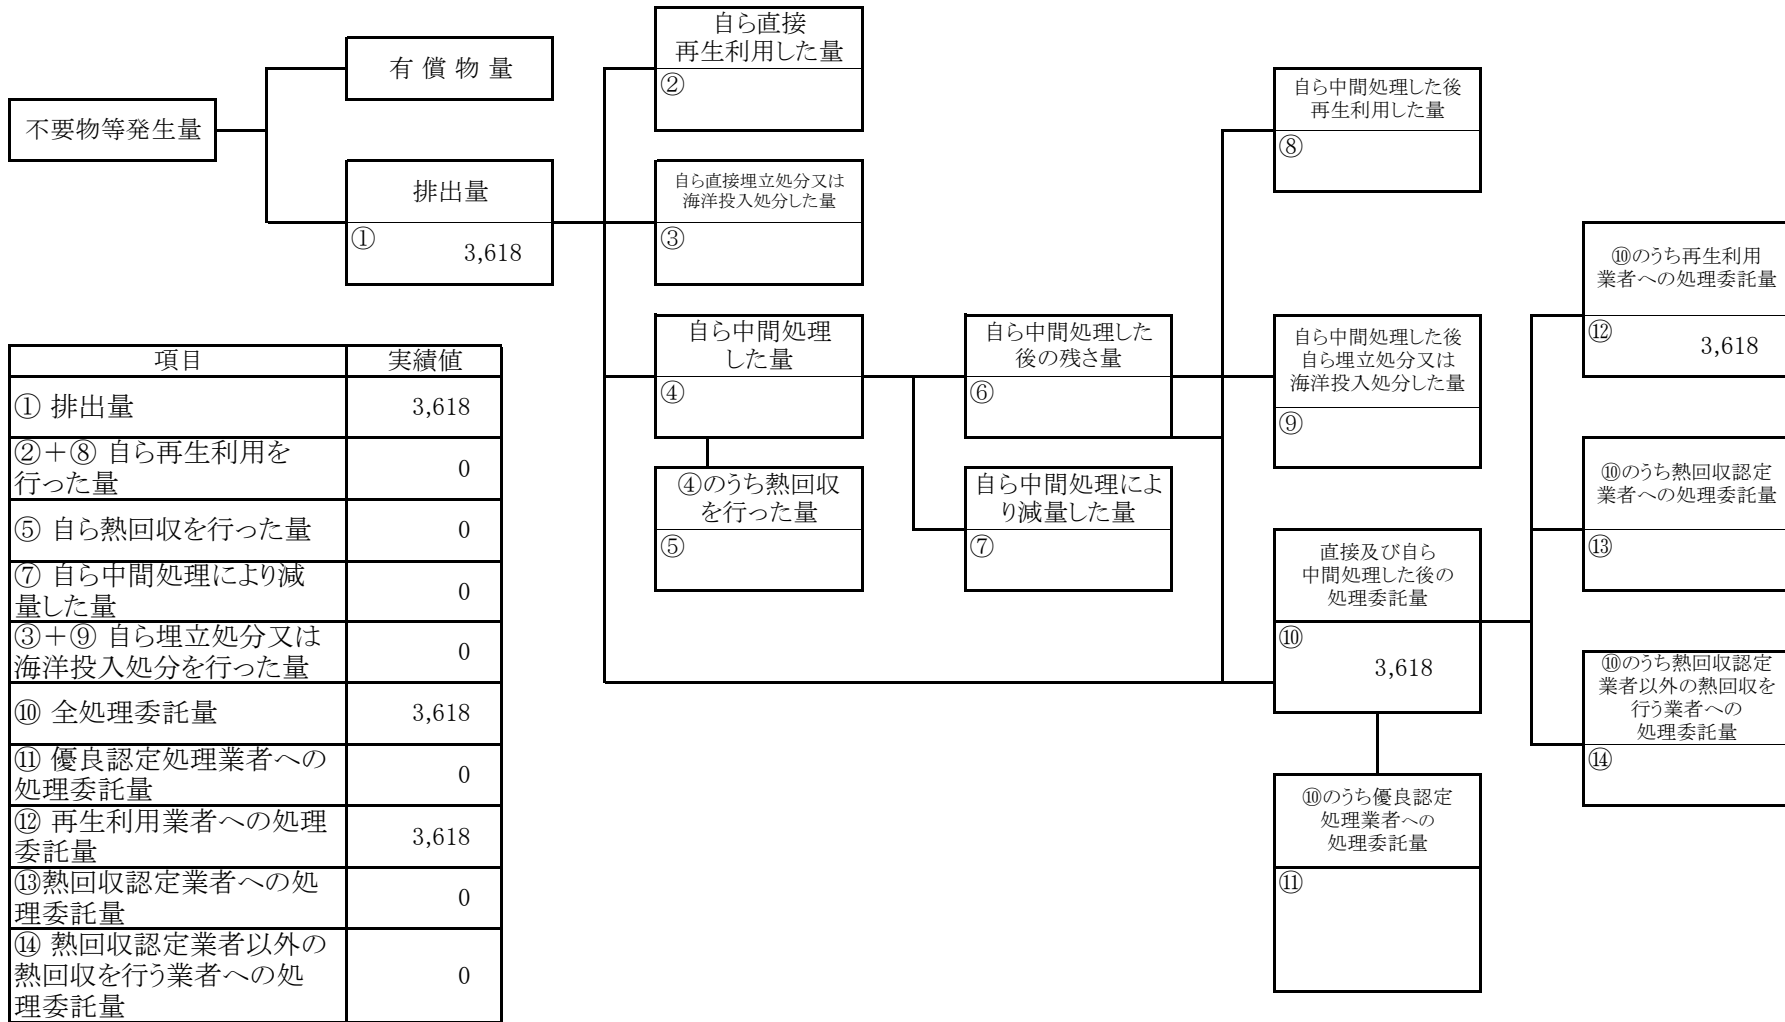 不要物等発生量
有 償 物 量
排出量
①
3,618
自ら直接
再生利用した量
②
自ら直接埋立処分又は
海洋投入処分した量
③
自ら中間処理
した量
④
④のうち熱回収
を行った量
⑤
自ら中間処理した
後の残さ量
⑥
自ら中間処理によ
り減量した量
⑦
自ら中間処理した後
再生利用した量
⑧
自ら中間処理した後
自ら埋立処分又は
海洋投入処分した量
⑨
直接及び自ら
中間処理した後の
処理委託量
⑩
3,618
⑩のうち優良認定
処理業者への
処理委託量
⑪
⑩のうち再生利用
業者への処理委託量
⑫
3,618
⑩のうち熱回収認定
業者への処理委託量
⑬
⑩のうち熱回収認定
業者以外の熱回収を
行う業者への
処理委託量
⑭
項目 実績値
① 排出量 3,618
②+⑧ 自ら再生利用を
行った量 0
⑤ 自ら熱回収を行った量 0
⑦ 自ら中間処理により減
量した量 0
③+⑨ 自ら埋立処分又は
海洋投入処分を行った量 0
⑩ 全処理委託量 3,618
⑪ 優良認定処理業者への
処理委託量 0
⑫ 再生利用業者への処理
委託量 3,618
⑬熱回収認定業者への処
理委託量 0
⑭ 熱回収認定業者以外の
熱回収を行う業者への処
理委託量 0